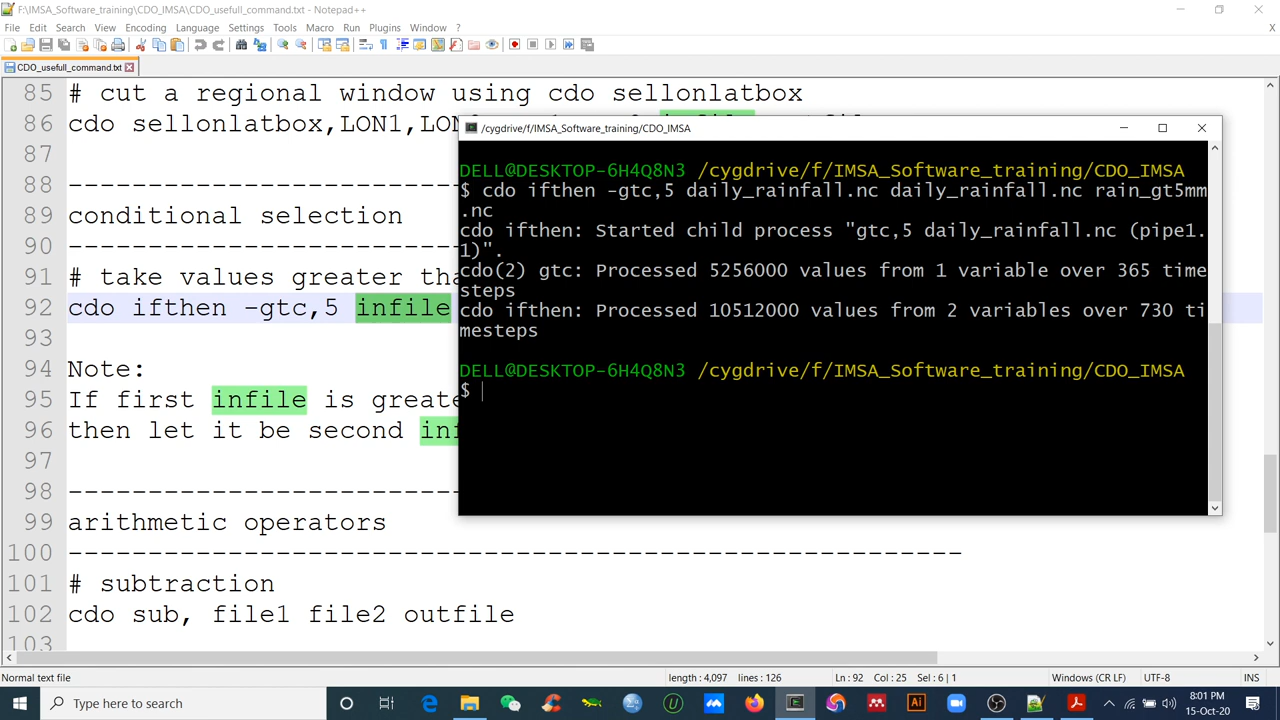 F:\IMSA_Software_training\CDO_IMSA\CDO_usefull_command.txt - Notepad++
File Edit Search View Encoding Language Settings Tools Macro Run Plugins Window ?
X
CDO_usefull_command.txt
85 # cut a regional window using cdo sellonlatbox
86 cdo sellonlatbox,LON1,LON
87
88 -------------------------
89 conditional selection
90 -------------------------
91 # take values greater tha
92 cdo ifthen -gtc,5 infile
93
94 Note:
95 If first infile is greate
96 then let it be second inf
97
98 -------------------------
99 arithmetic operators
100 --------------------------------------------------------
101 # subtraction
102 cdo sub, file1 file2 outfile
103
/cygdrive/f/IMSA_Software_training/CDO_IMSA
DELL@DESKTOP-6H4Q8N3 /cygdrive/f/IMSA_Software_training/CDO_IMSA
$ cdo ifthen -gtc,5 daily_rainfall.nc daily_rainfall.nc rain_gt5mm
.nc
cdo ifthen: Started child process "gtc,5 daily_rainfall.nc (pipe1.
1)".
cdo(2) gtc: Processed 5256000 values from 1 variable over 365 time
steps
cdo ifthen: Processed 10512000 values from 2 variables over 730 ti
mesteps
DELL@DESKTOP-6H4Q8N3 /cygdrive/f/IMSA_Software_training/CDO_IMSA
$
Normal text file length : 4,097 lines : 126 Ln : 92 Col : 25 Sel : 6 | 1 Windows (CR LF) UTF-8 INS
Type here to search
8:01 PM
15-Oct-20